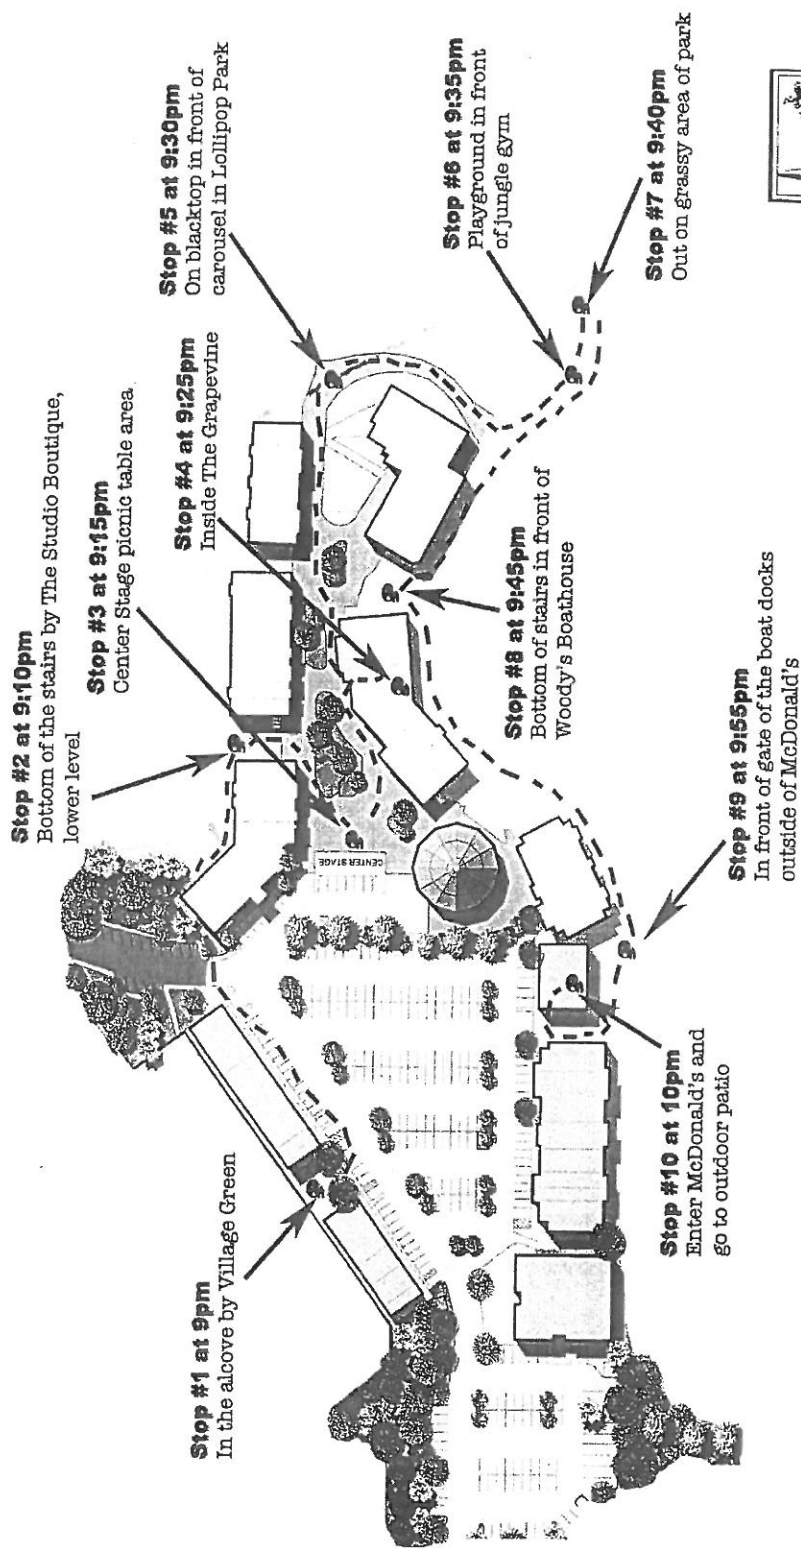 Stop #1 at 9pm
In the alcove by Village Green
Stop #2 at 9:10pm
Bottom of the stairs by The Studio Boutique,
lower level
Stop #3 at 9:15pm
Center Stage picnic table area
Stop #4 at 9:25pm
Inside The Grapevine
Stop #5 at 9:30pm
On blacktop in front of
carousel in Lollipop Park
Stop #6 at 9:35pm
Playground in front
of jungle gym
Stop #7 at 9:40pm
Out on grassy area of park
Stop #8 at 9:45pm
Bottom of stairs in front of
Woody's Boathouse
Stop #9 at 9:55pm
In front of gate of the boat docks
outside of McDonald's
Stop #10 at 10pm
Enter McDonald's and
go to outdoor patio
CENTER STAGE